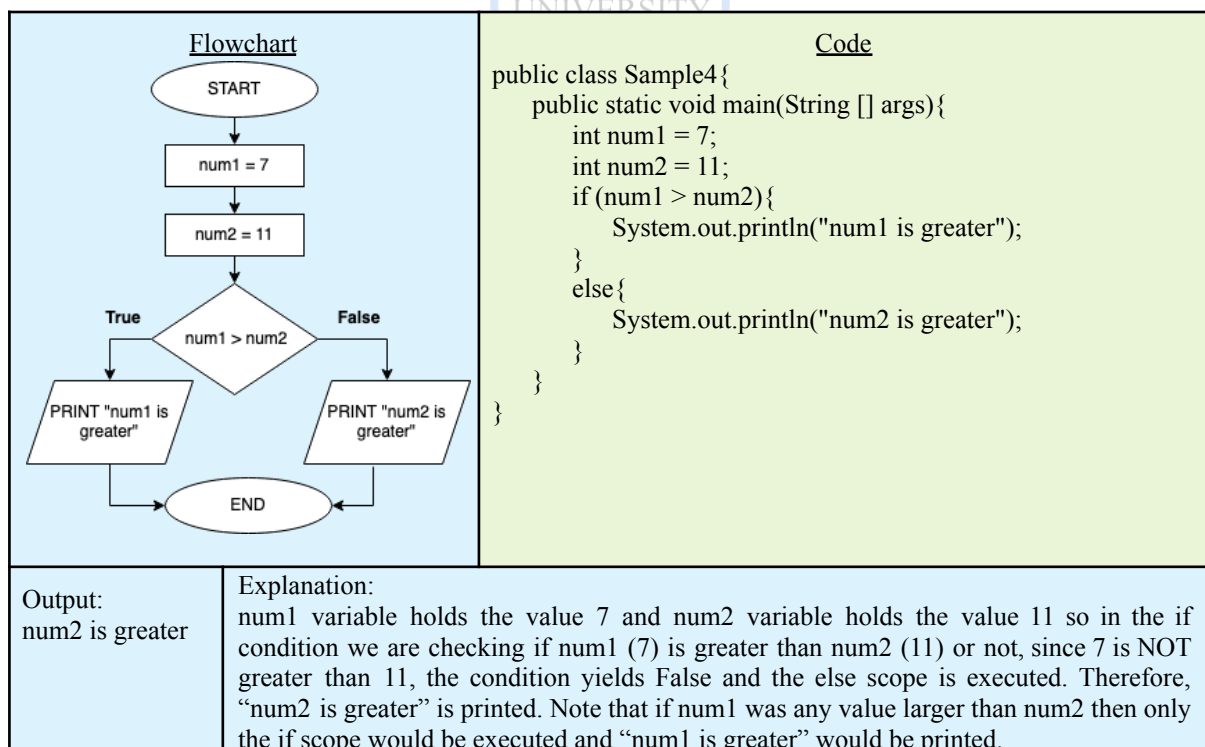 UNIVERSITY
Flowchart
START
num1 = 7
num2 = 11
True
False
num1 > num2
PRINT "num1 is
greater"
PRINT "num2 is
greater"
END
Code
public class Sample4{
public static void main(String [] args){
int num1 = 7;
int num2 = 11;
if (num1 > num2){
System.out.println("num1 is greater");
}
else{
System.out.println("num2 is greater");
}
}
}
Output:
num2 is greater
Explanation:
num1 variable holds the value 7 and num2 variable holds the value 11 so in the if
condition we are checking if num1 (7) is greater than num2 (11) or not, since 7 is NOT
greater than 11, the condition yields False and the else scope is executed. Therefore,
“num2 is greater” is printed. Note that if num1 was any value larger than num2 then only
the if scope would be executed and “num1 is greater” would be printed.